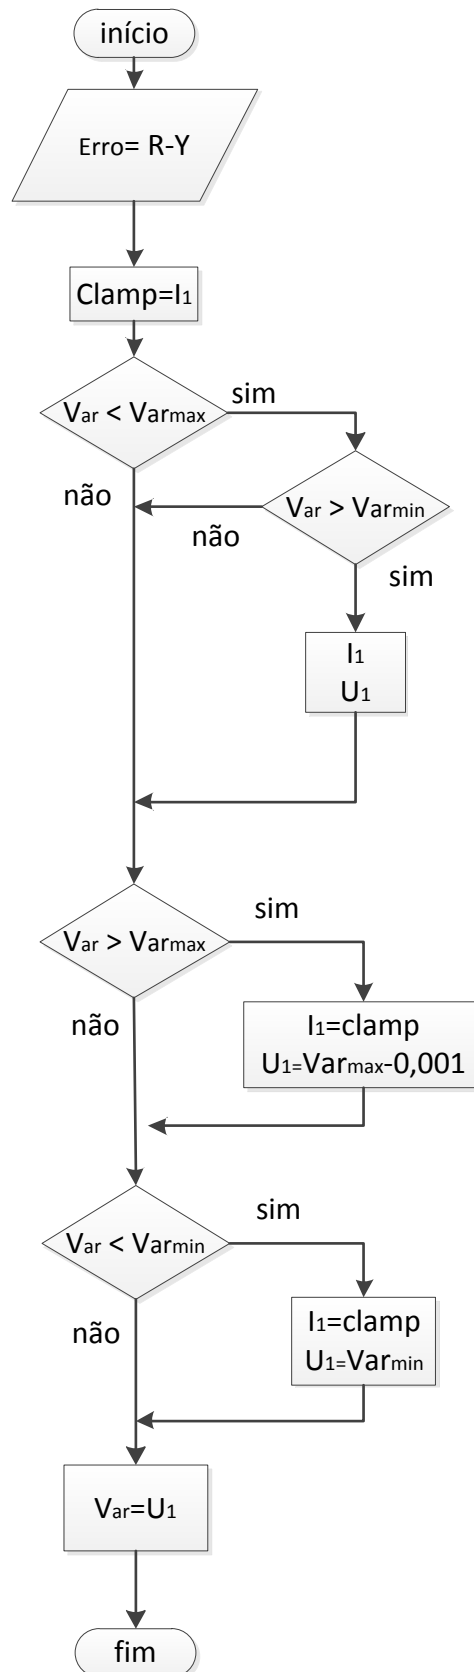 início
Erro= R-Y
Clamp=I1
Var < Varmax
sim
não
Var > Varmin
não
sim
I1
U1
Var > Varmax
sim
não
I1=clamp
U1=Varmax-0,001
Var < Varmin
sim
não
I1=clamp
U1=Varmin
Var=U1
fim